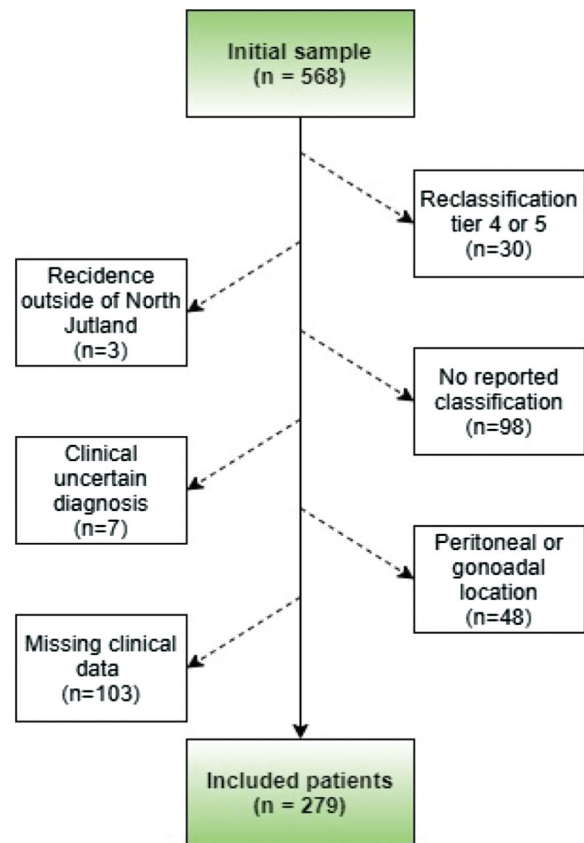 Initial sample
(n = 568)
Reclassification
tier 4 or 5
(n=30)
Recidence
outside of North
Jutland
(n=3)
No reported
classification
(n=98)
Clinical
uncertain
diagnosis
(n=7)
Peritoneal or
gonoadal
location
(n=48)
Missing clinical
data
(n=103)
Included patients
(n = 279)